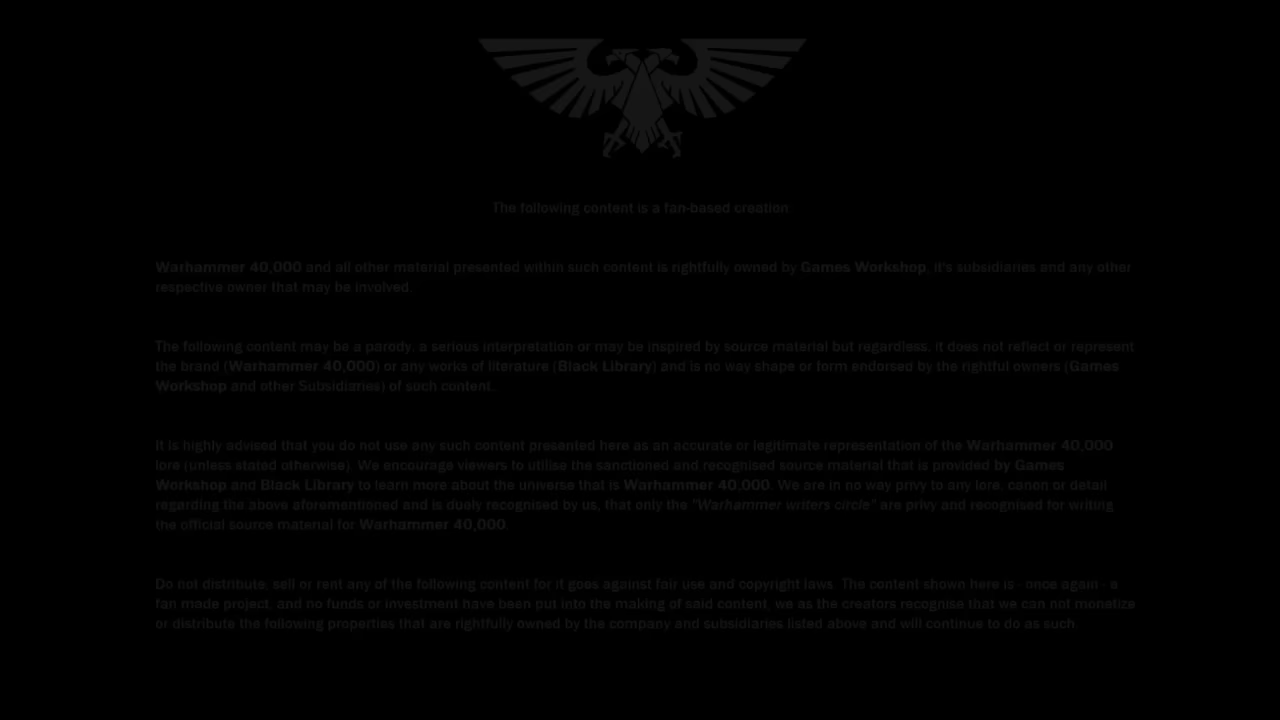 The following content is a fan-based creation
Warhammer 40,000 and all other material presented within such content is rightfully owned by Games Workshop, it's subsidiaries and any other
respective owner that may be involved.
The following content may be a parody, a serious interpretation or may be inspired by source material but regardless, it does not reflect or represent
the brand (Warhammer 40,000) or any works of literature (Black Library) and is no way shape or form endorsed by the rightful owners (Games
Workshop and other Subsidiaries) of such content.
It is highly advised that you do not use any such content presented here as an accurate or legitimate representation of the Warhammer 40,000
lore (unless stated otherwise). We encourage viewers to utilise the sanctioned and recognised source material that is provided by Games
Workshop and Black Library to learn more about the universe that is Warhammer 40,000. We are in no way privy to any lore, canon or detail
regarding the above aforementioned and is duely recognised by us, that only the "Warhammer writers circle" are privy and recognised for writing
the official source material for Warhammer 40,000.
Do not distribute, sell or rent any of the following content for it goes against fair use and copyright laws. The content shown here is - once again - a
fan made project, and no funds or investment have been put into the making of said content, we as the creators recognise that we can not monetize
or distribute the following properties that are rightfully owned by the company and subsidiaries listed above and will continue to do as such